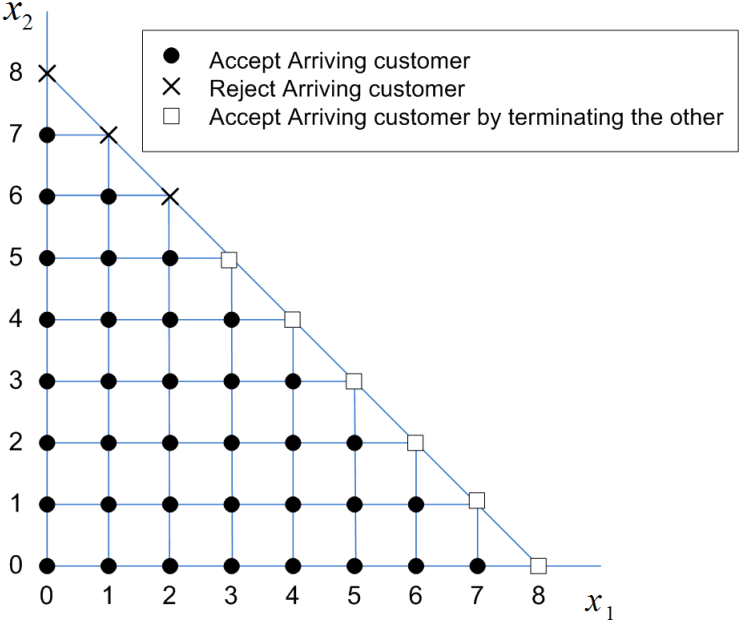 x₂
Accept Arriving customer
Reject Arriving customer
Accept Arriving customer by terminating the other
8
7
6
5
4
3
2
1
0
0 1 2 3 4 5 6 7 8
x₁